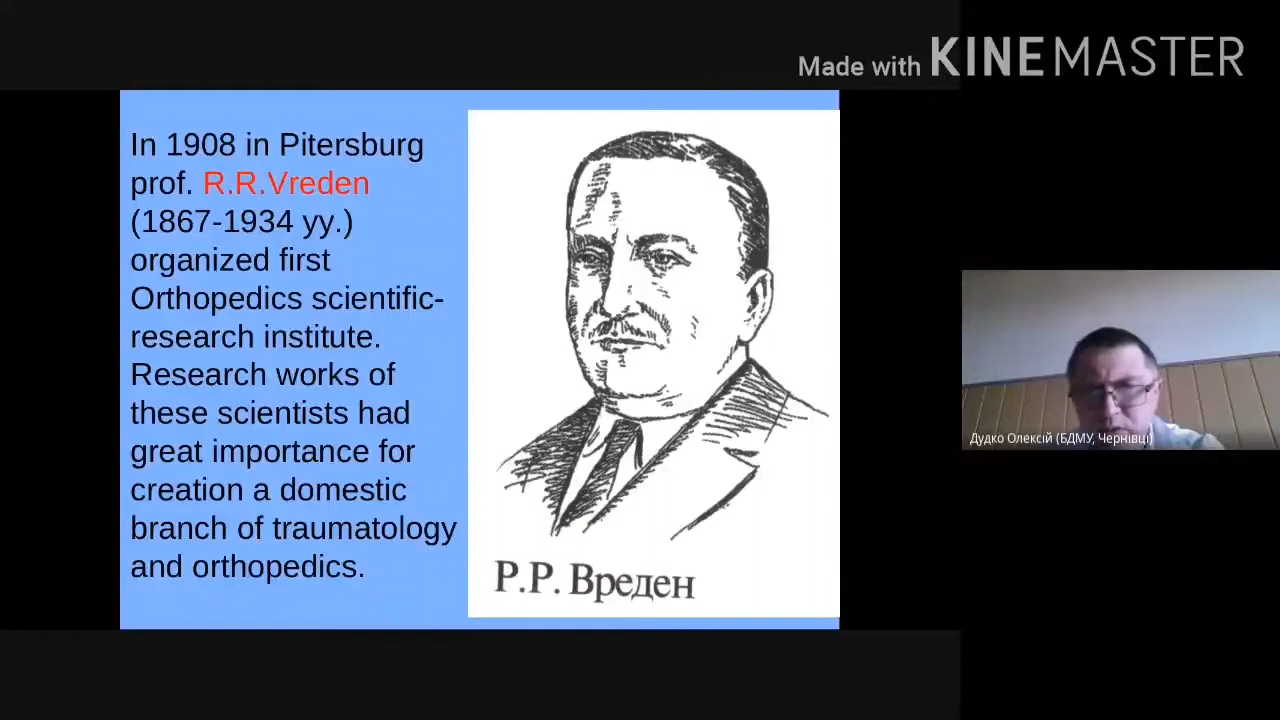 Made with KINEMASTER
In 1908 in Pitersburg
prof. R.R.Vreden
(1867-1934 yy.)
organized first
Orthopedics scientific-
research institute.
Research works of
these scientists had
great importance for
creation a domestic
branch of traumatology
and orthopedics.
Р.Р. Вреден
Дудко Олексій (БДМУ, Чернівці)